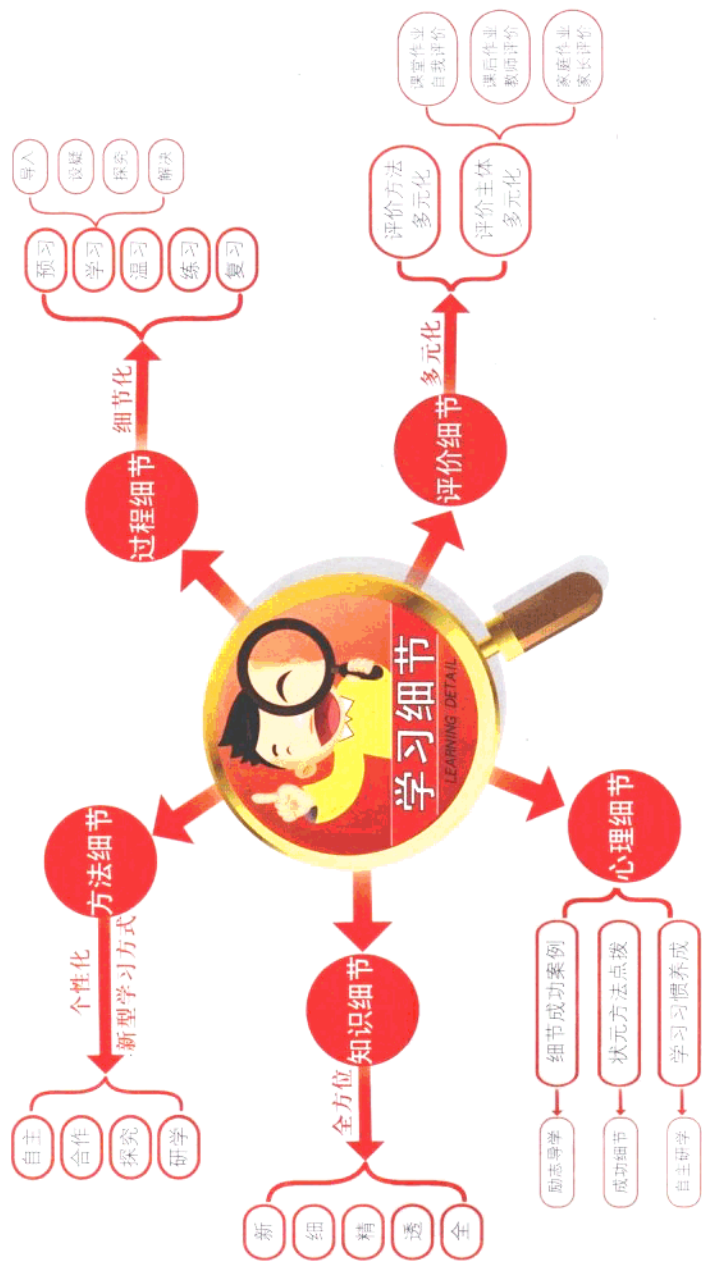 学习细节
LEARNING DETAIL
方法细节
个性化
新型学习方式
自主
合作
探究
研学
过程细节
细节化
预习
学习
温习
练习
复习
导入
设疑
探究
解决
知识细节
全方位
新
细
精
透
全
评价细节
多元化
评价方法
多元化
评价主体
多元化
课堂作业
自我评价
课后作业
教师评价
家庭作业
家长评价
心理细节
细节成功案例
状元方法点拨
学习习惯养成
励志导学
成功细节
自主研学